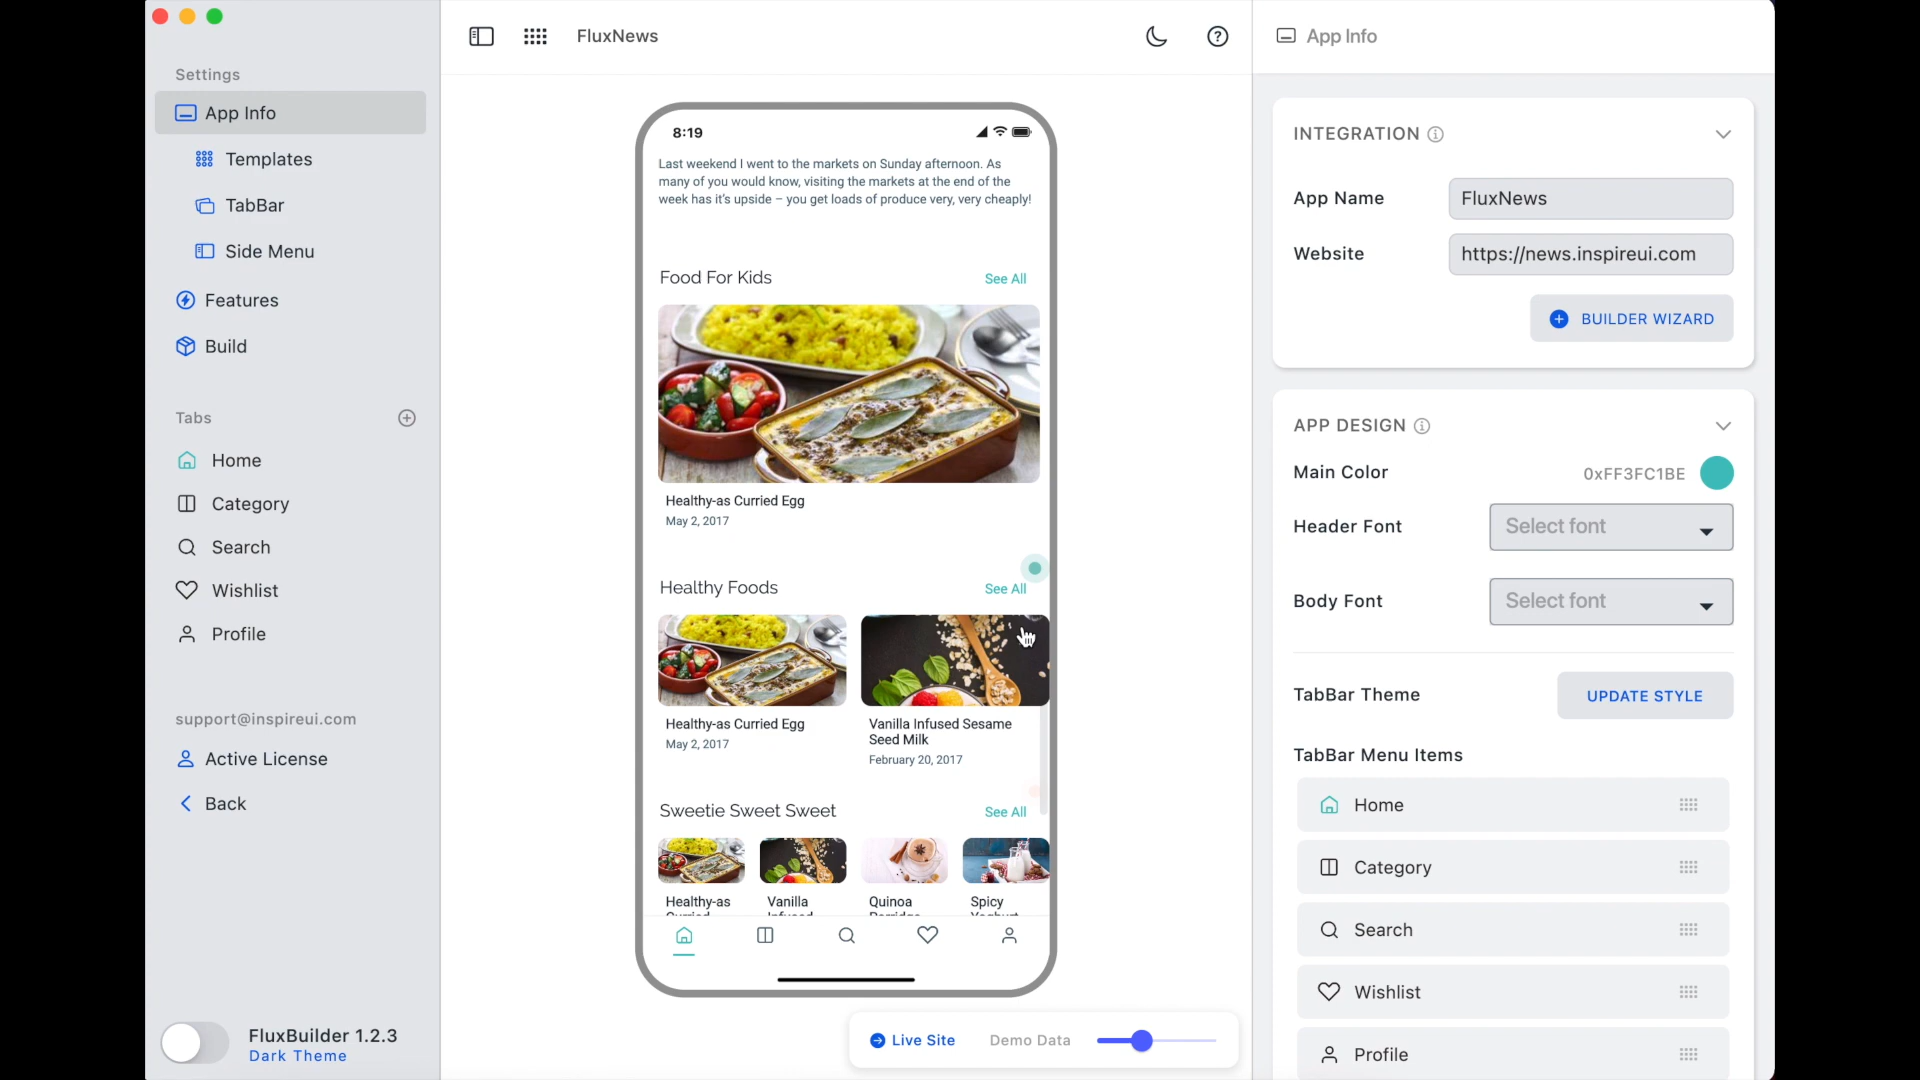 Settings
App Info
Templates
TabBar
Side Menu
Features
Build
Tabs
Home
Category
Search
Wishlist
Profile
support@inspireui.com
Active License
Back
FluxBuilder 1.2.3
Dark Theme
FluxNews
8:19
Last weekend I went to the markets on Sunday afternoon. As
many of you would know, visiting the markets at the end of the
week has it's upside – you get loads of produce very, very cheaply!
Food For Kids
See All
Healthy-as Curried Egg
May 2, 2017
Healthy Foods
See All
Healthy-as Curried Egg
May 2, 2017
Vanilla Infused Sesame
Seed Milk
February 20, 2017
Sweetie Sweet Sweet
See All
Healthy-as
Vanilla
Quinoa
Spicy
Live Site
Demo Data
App Info
INTEGRATION
App Name
FluxNews
Website
https://news.inspireui.com
BUILDER WIZARD
APP DESIGN
Main Color
0xFF3FC1BE
Header Font
Select font
Body Font
Select font
TabBar Theme
UPDATE STYLE
TabBar Menu Items
Home
Category
Search
Wishlist
Profile